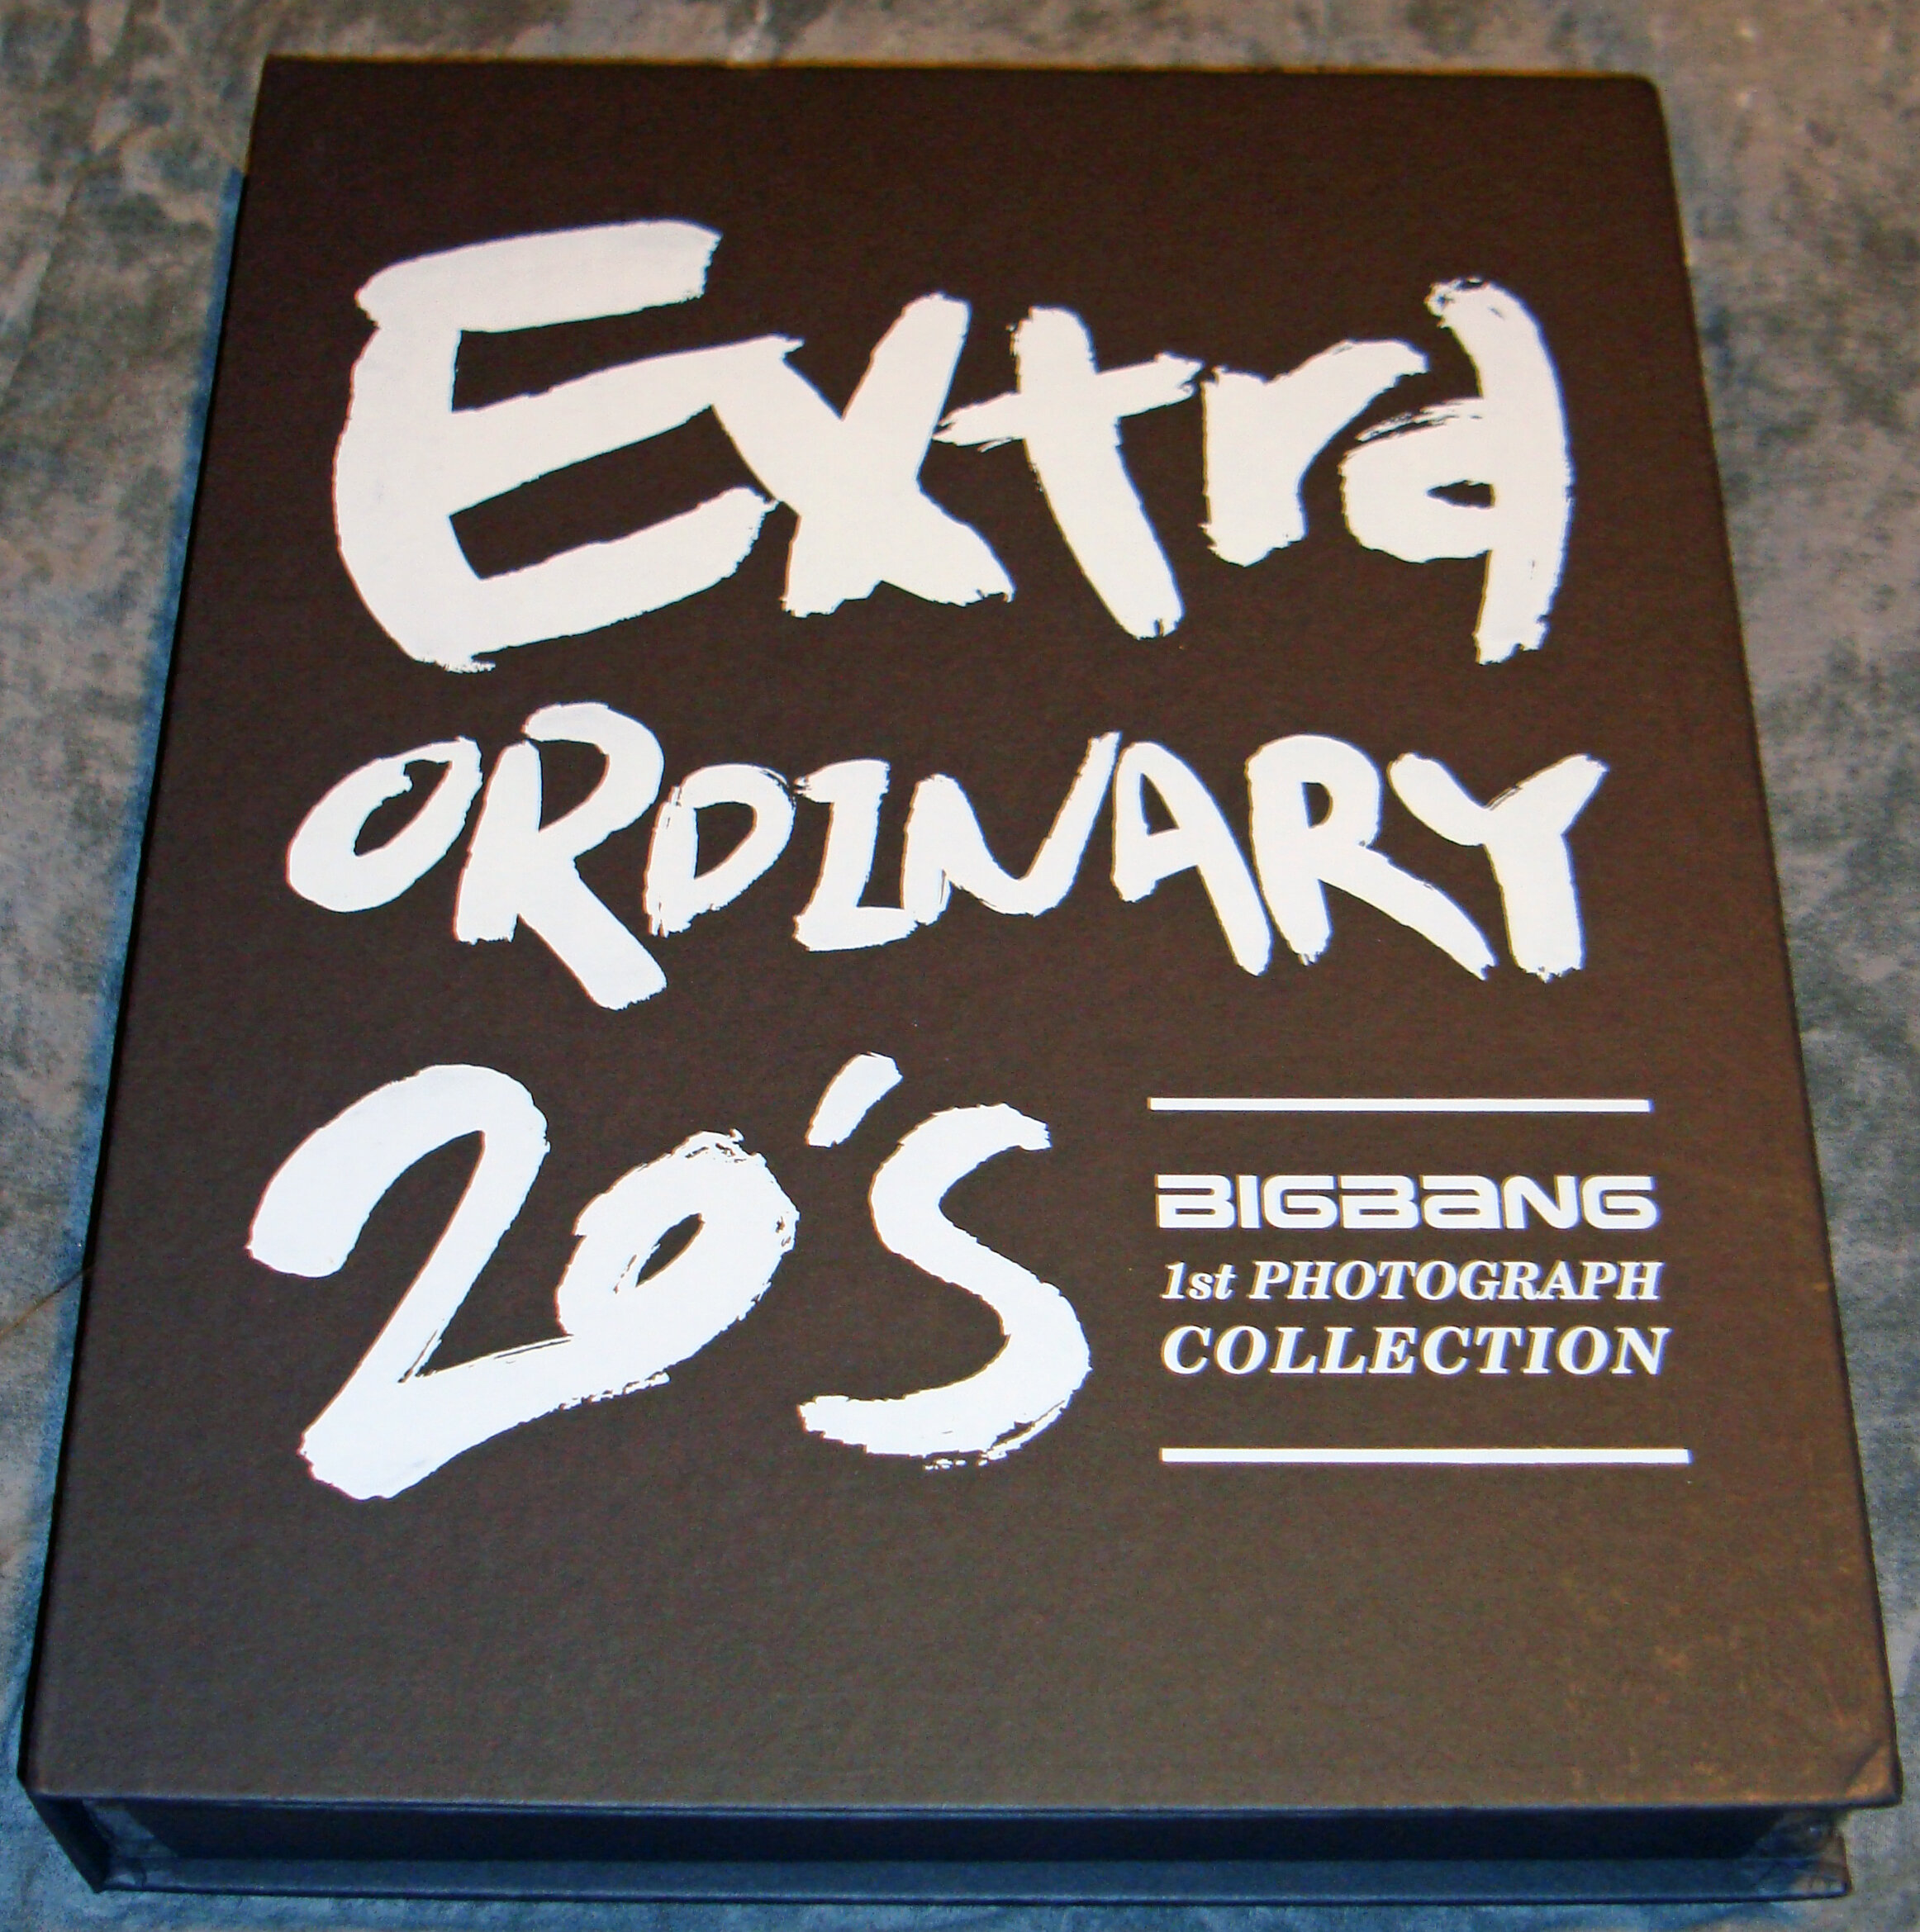 Extra
ORDINARY
20's
BIGBaNG
1st PHOTOGRAPH
COLLECTION